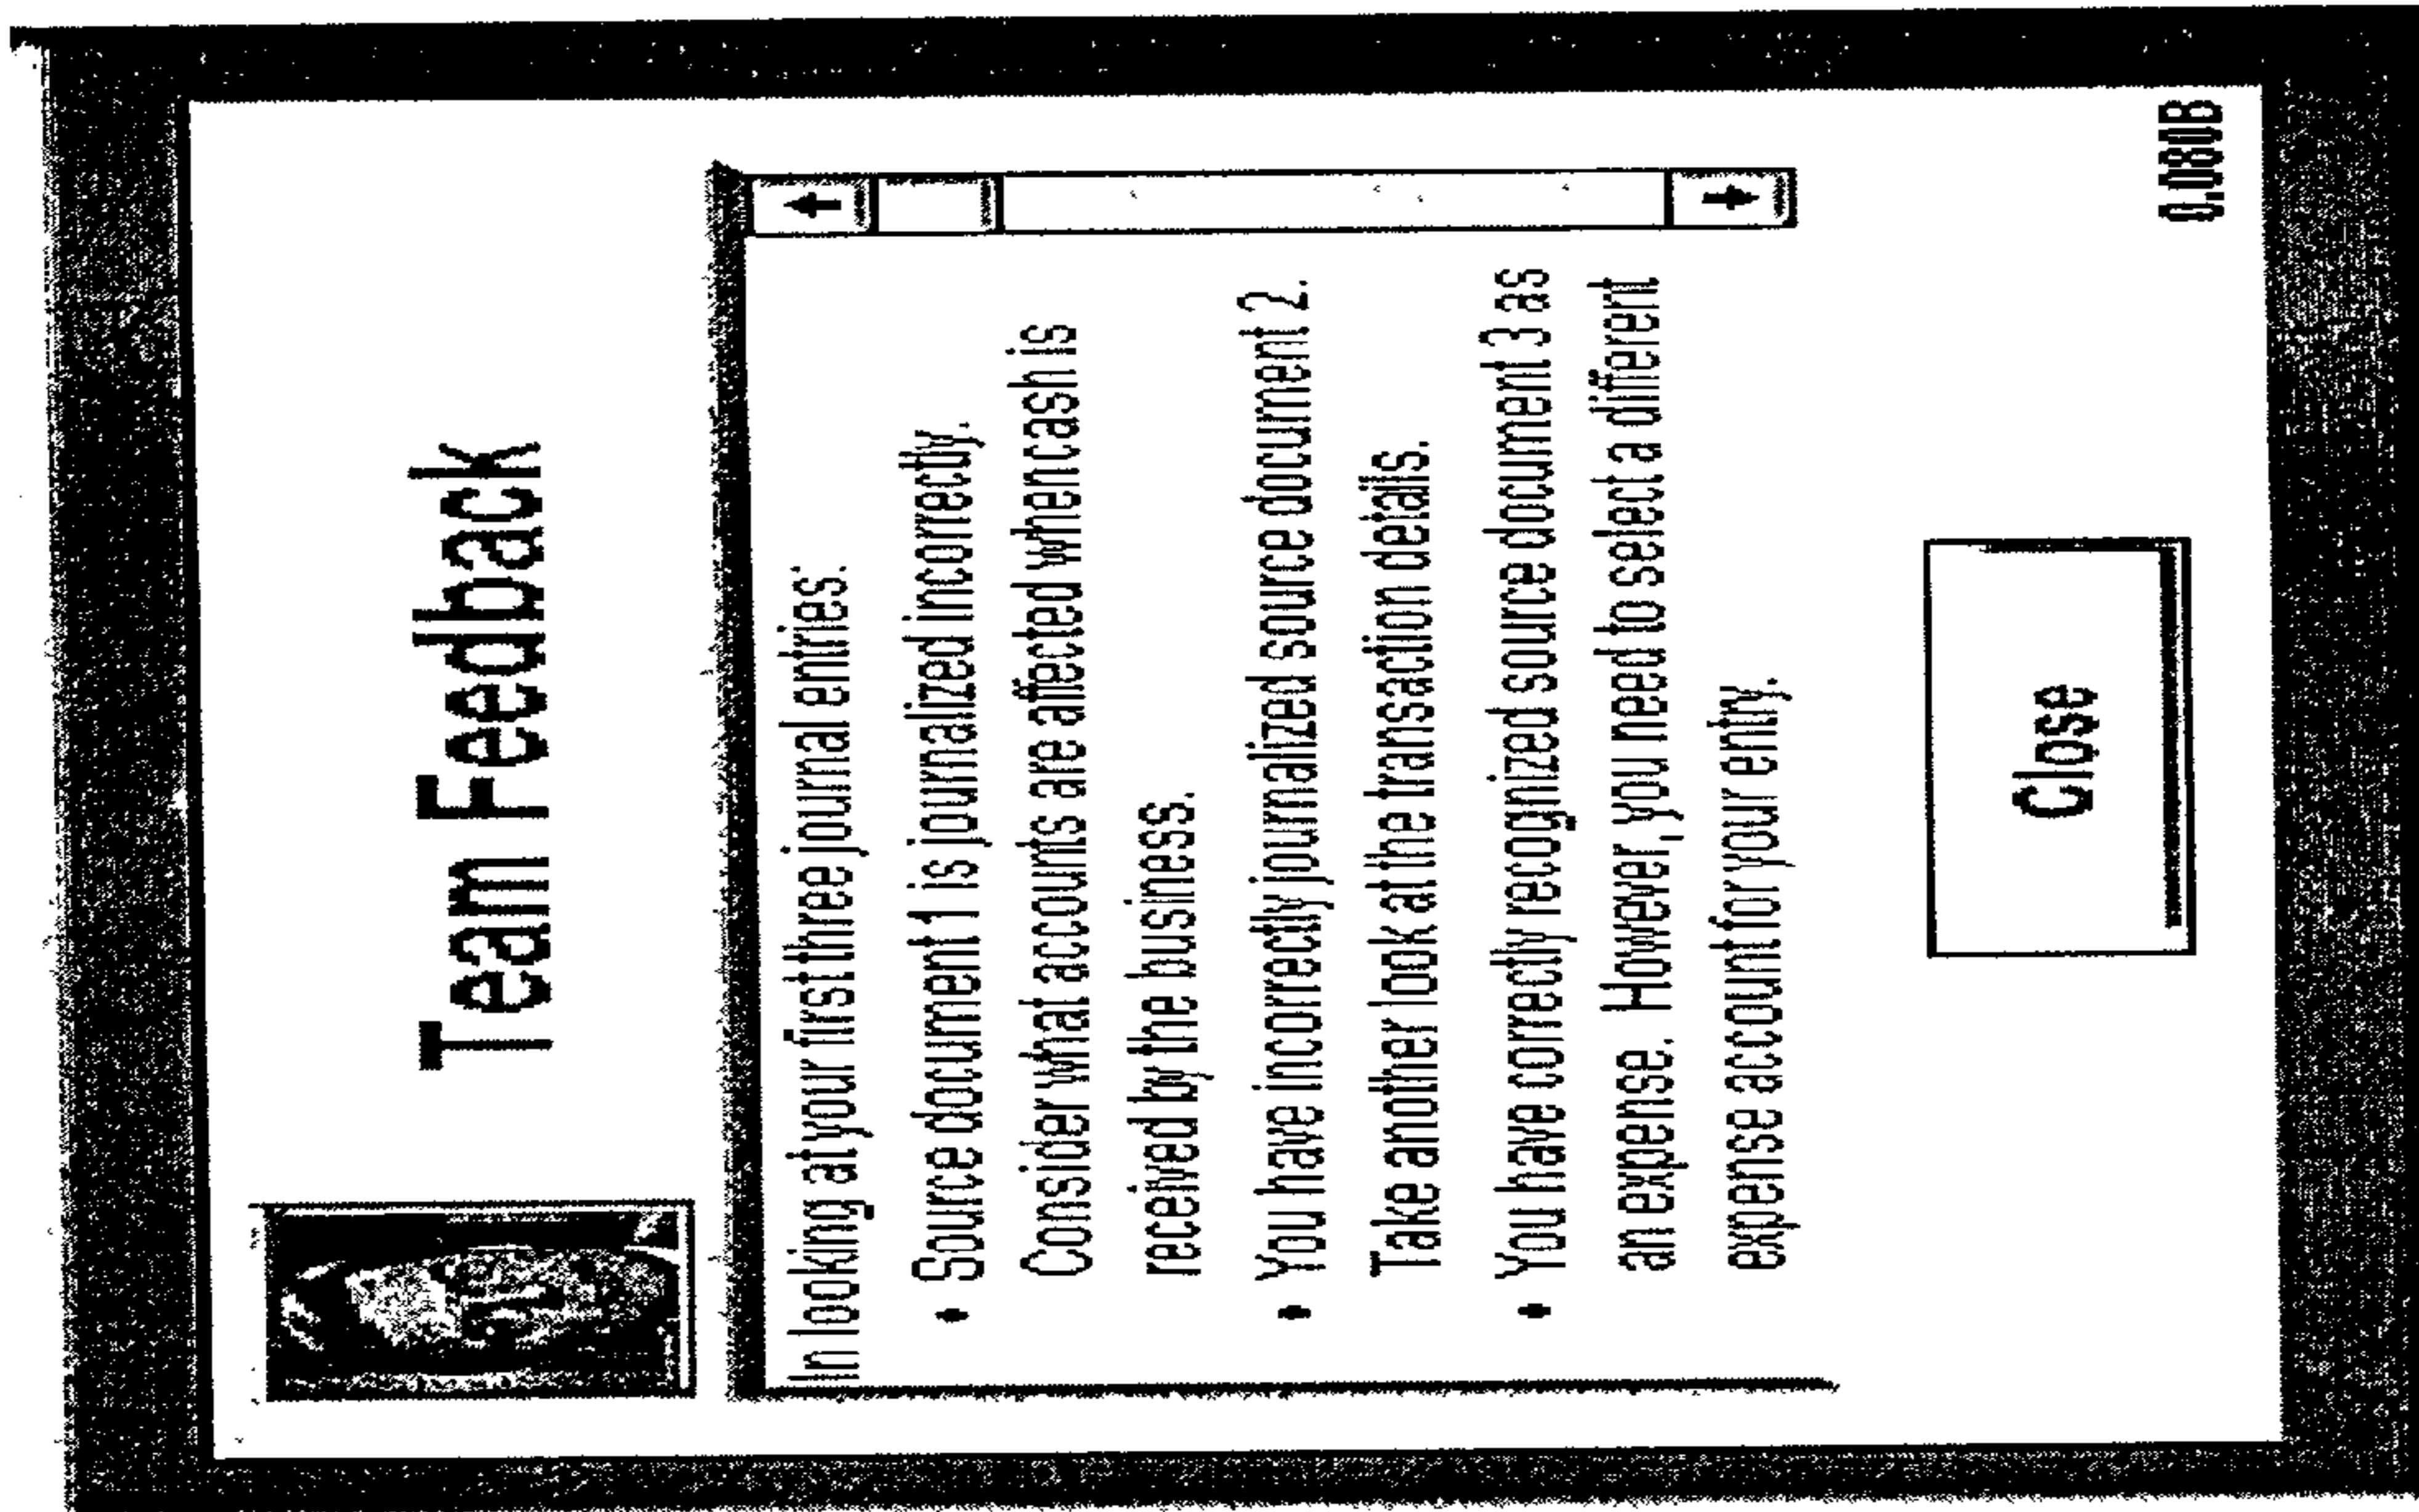 Team Feedback
In looking at your first three journal entries:
• Source document 1 is journalized incorrectly.
Consider what accounts are affected when cash is
received by the business.
• You have incorrectly journalized source document 2.
Take another look at the transaction details.
• You have correctly recognized source document 3 as
an expense. However, you need to select a different
expense account for your entry.
Close
0.080B